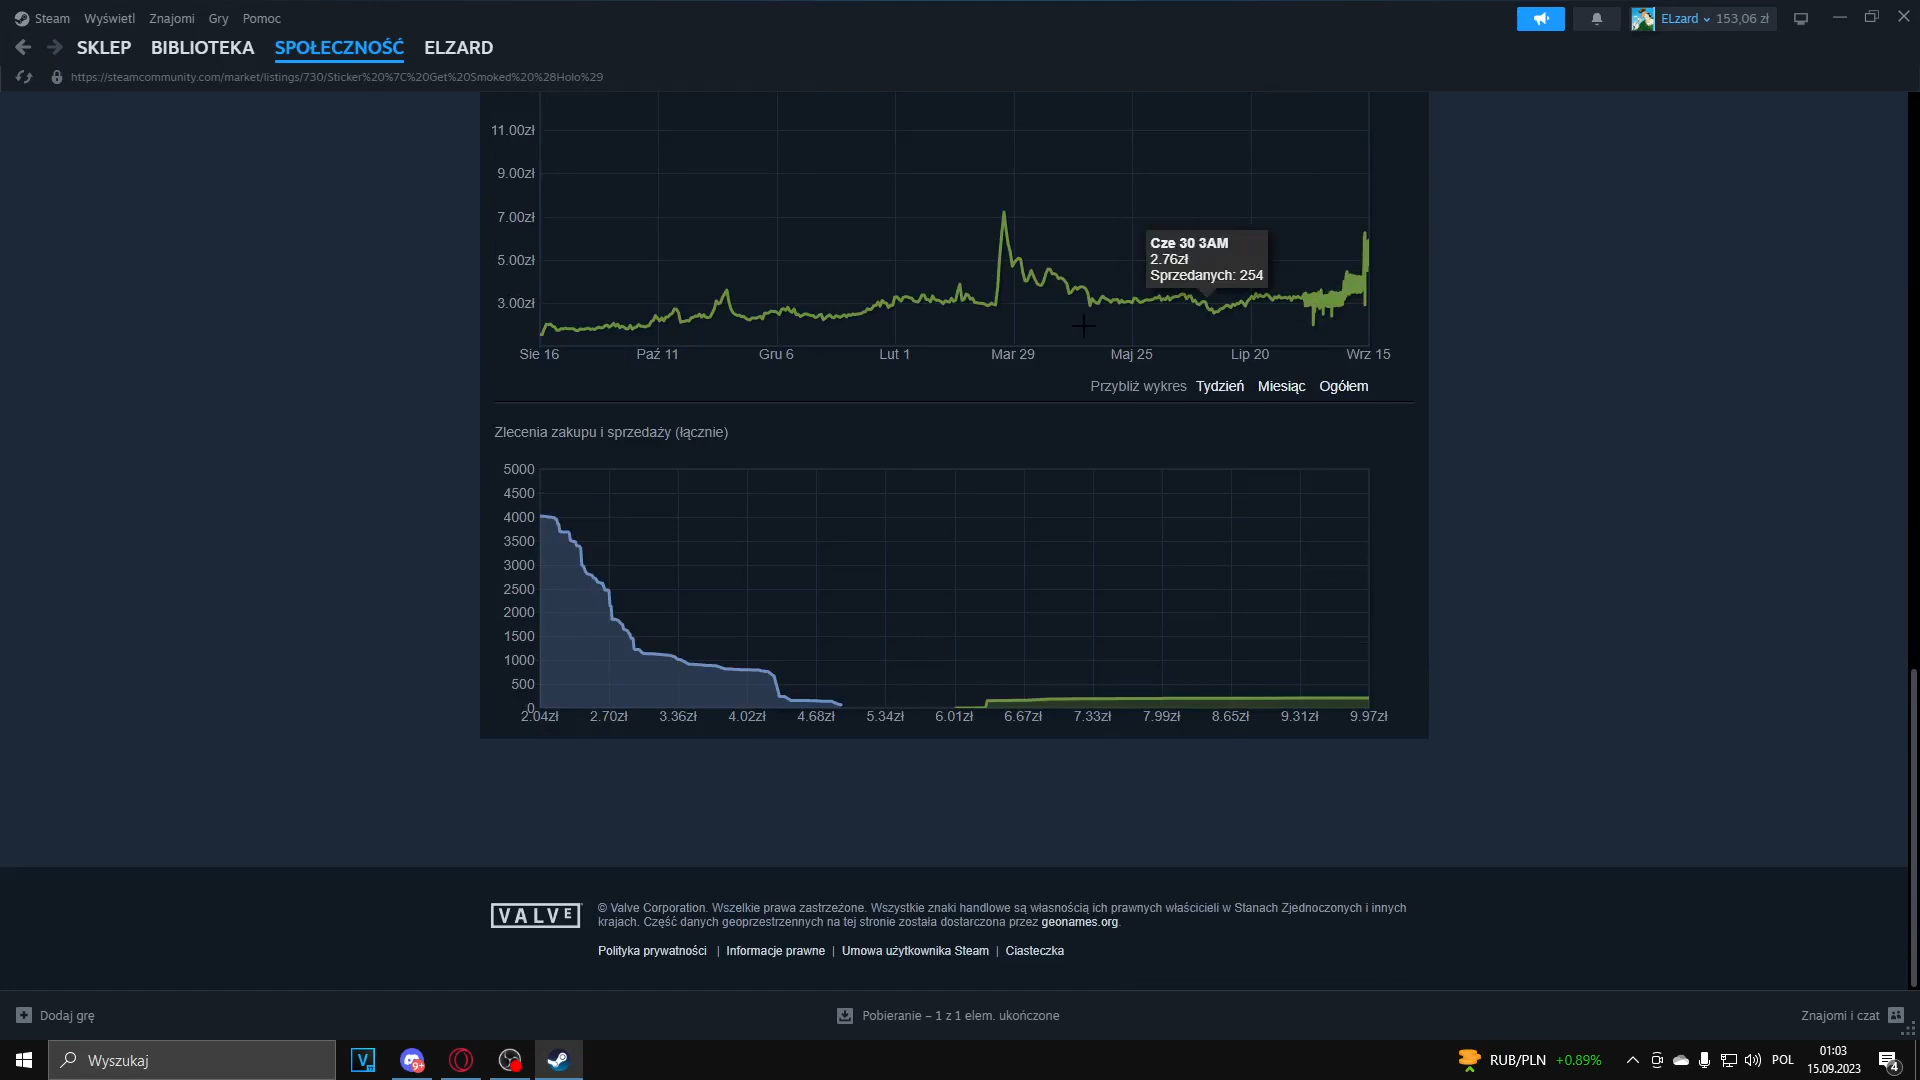 Steam Wyświetl Znajomi Gry Pomoc
ELzard 153,06 zł
SKLEP BIBLIOTEKA SPOŁECZNOŚĆ ELZARD
https://steamcommunity.com/market/listings/730/Sticker%20%7C%20Get%20Smoked%20%28Holo%29
11.00zł
9.00zł
7.00zł
5.00zł
3.00zł
Cze 30 3AM
2.76zł
Sprzedanych: 254
Sie 16 Paź 11 Gru 6 Lut 1 Mar 29 Maj 25 Lip 20 Wrz 15
Przybliż wykres Tydzień Miesiąc Ogółem
Zlecenia zakupu i sprzedaży (łącznie)
5000
4500
4000
3500
3000
2500
2000
1500
1000
500
0
2.04zł 2.70zł 3.36zł 4.02zł 4.68zł 5.34zł 6.01zł 6.67zł 7.33zł 7.99zł 8.65zł 9.31zł 9.97zł
VALVE
© Valve Corporation. Wszelkie prawa zastrzeżone. Wszystkie znaki handlowe są własnością ich prawnych właścicieli w Stanach Zjednoczonych i innych
krajach. Część danych geoprzestrzennych na tej stronie została dostarczona przez geonames.org.
Polityka prywatności | Informacje prawne | Umowa użytkownika Steam | Ciasteczka
Dodaj grę
Pobieranie – 1 z 1 elem. ukończone
Znajomi i czat
Wyszukaj
V
9+
RUB/PLN +0.89%
POL
01:03
15.09.2023
4